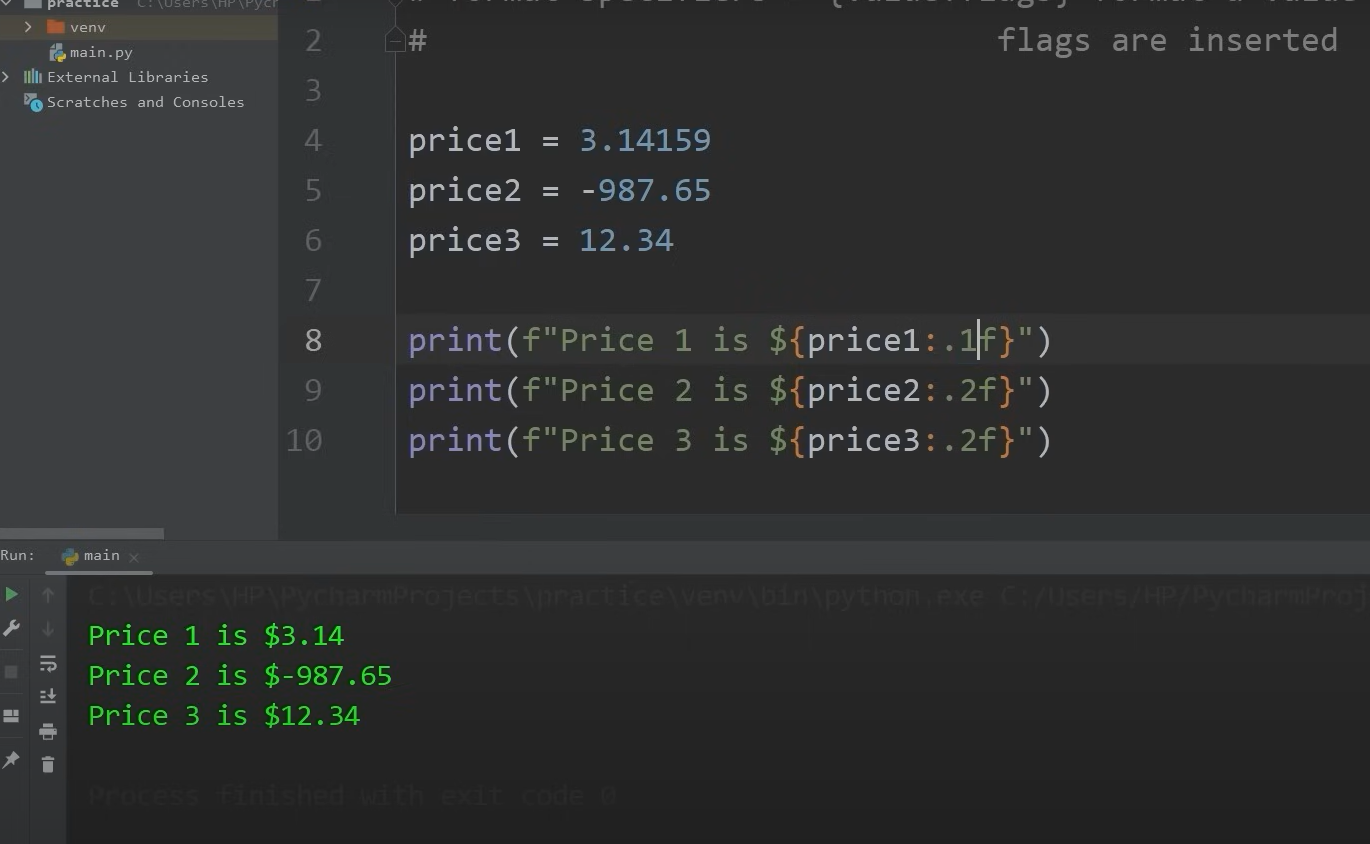 practice C:\Users\HP\Pych
venv
main.py
External Libraries
Scratches and Consoles
2 # flags are inserted
3
4 price1 = 3.14159
5 price2 = -987.65
6 price3 = 12.34
7
8 print(f"Price 1 is ${price1:.1f}")
9 print(f"Price 2 is ${price2:.2f}")
10 print(f"Price 3 is ${price3:.2f}")
Run: main
C:\Users\HP\PycharmProjects\practice\venv\bin\python.exe C:/Users/HP/PycharmProj
Price 1 is $3.14
Price 2 is $-987.65
Price 3 is $12.34
Process finished with exit code 0